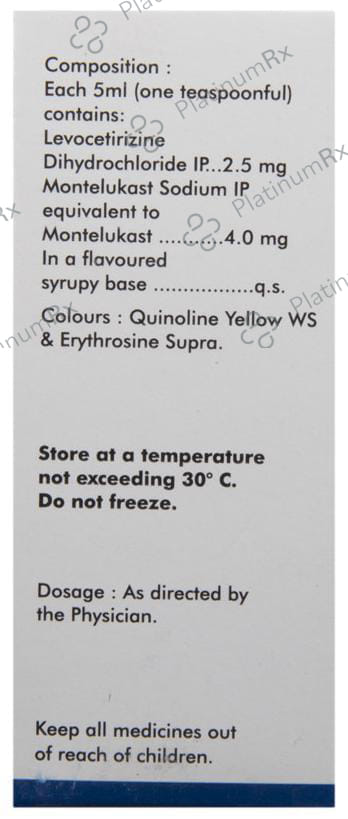 Composition :
Each 5ml (one teaspoonful)
contains:
Levocetirizine
Dihydrochloride IP...2.5 mg
Montelukast Sodium IP
equivalent to
Montelukast ...........4.0 mg
In a flavoured
syrupy base .................q.s.
Colours : Quinoline Yellow WS
& Erythrosine Supra.
Store at a temperature
not exceeding 30° C.
Do not freeze.
Dosage : As directed by
the Physician.
Keep all medicines out
of reach of children.
PlatinumRx
PlatinumRx